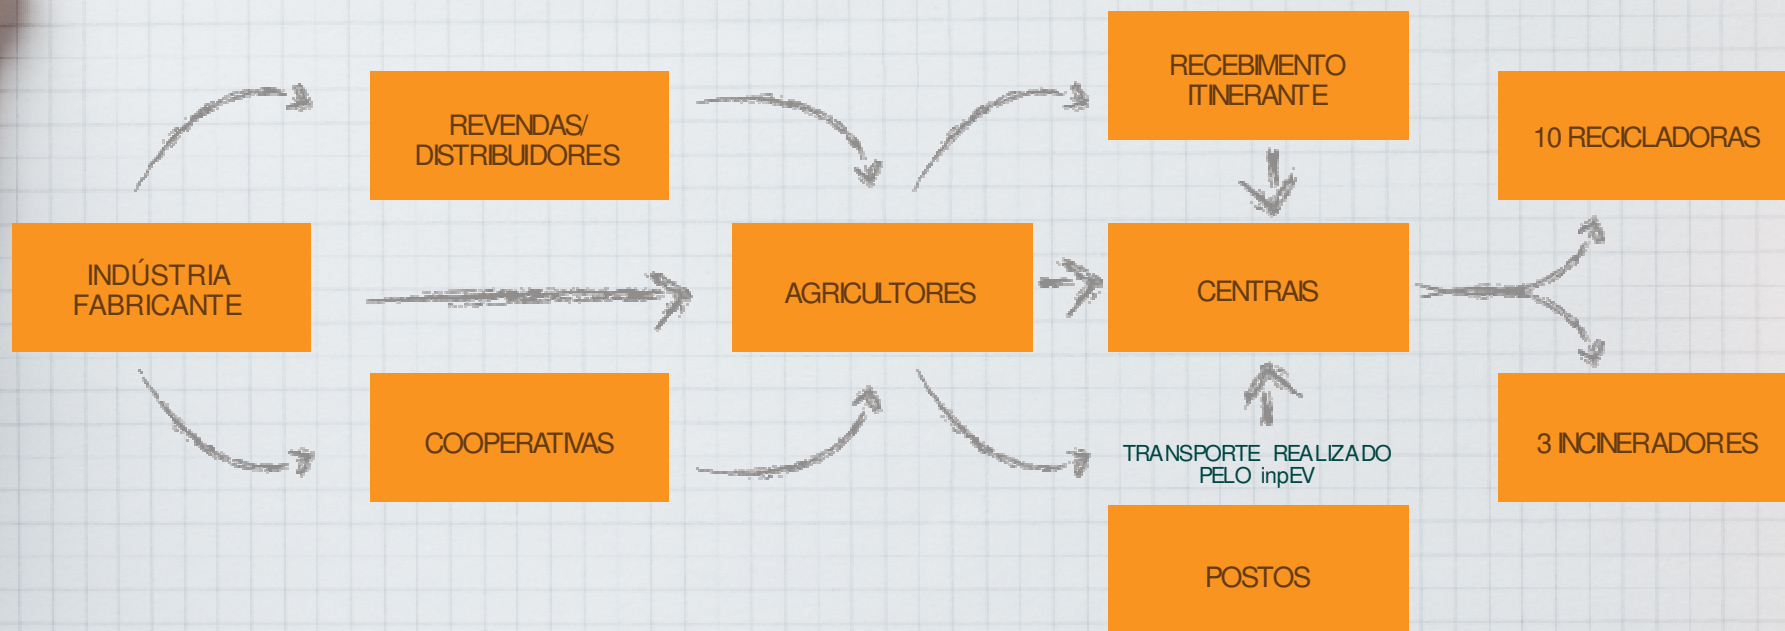 RECEBIMENTO
ITINERANTE
REVENDAS/
DISTRIBUIDORES
10 RECICLADORAS
INDÚSTRIA
FABRICANTE
AGRICULTORES
CENTRAIS
COOPERATIVAS
TRANSPORTE REALIZADO
PELO inpEV
3 INCINERADORES
POSTOS